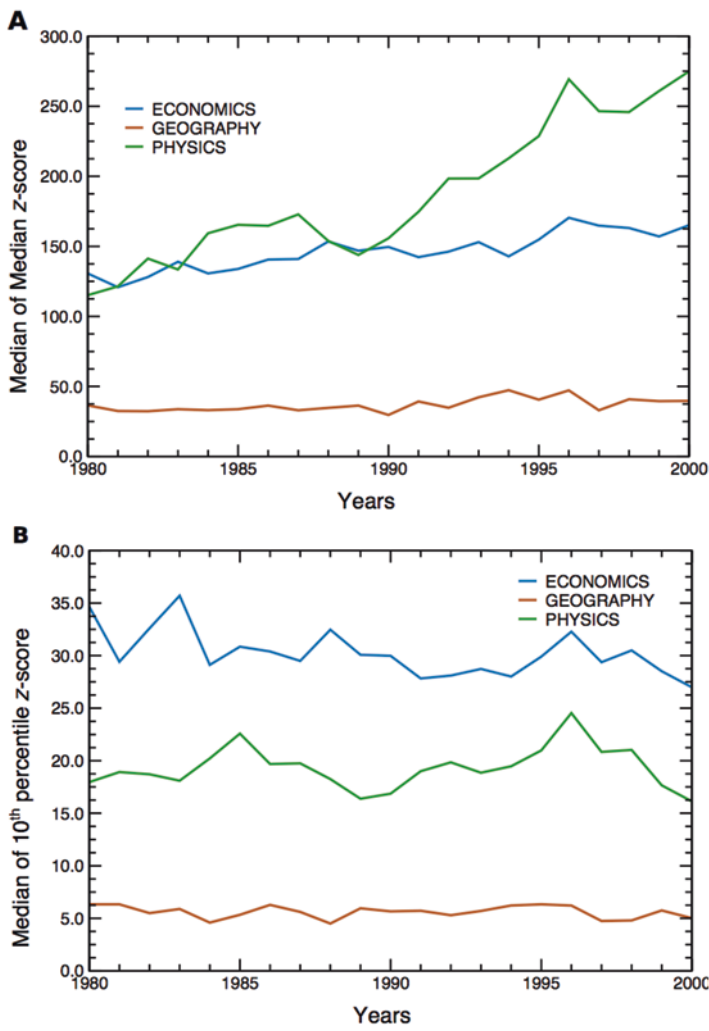 A
300.0
250.0
200.0
150.0
100.0
50.0
0.0
Median of Median z-score
ECONOMICS
GEOGRAPHY
PHYSICS
1980
1985
1990
1995
2000
Years
B
40.0
35.0
30.0
25.0
20.0
15.0
10.0
5.0
0.0
Median of 10th percentile z-score
ECONOMICS
GEOGRAPHY
PHYSICS
1980
1985
1990
1995
2000
Years